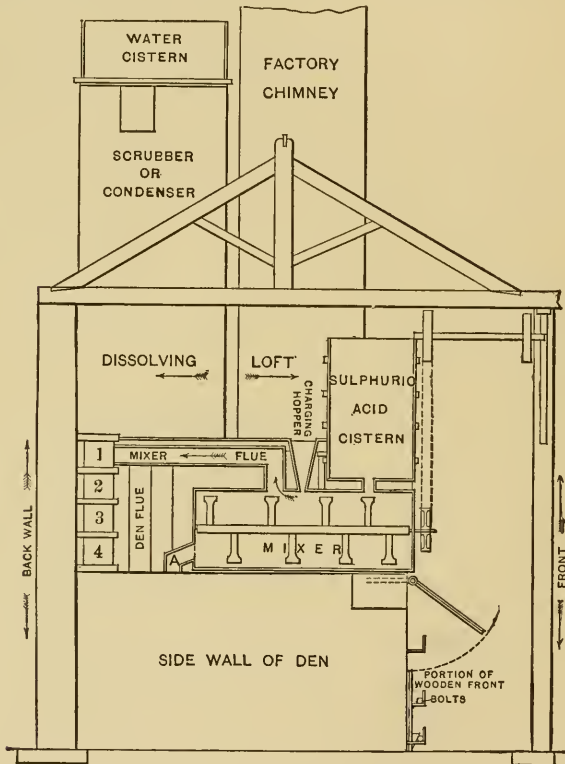 WATER
CISTERN
FACTORY
CHIMNEY
SCRUBBER
OR
CONDENSER
DISSOLVING
LOFT
CHARGING
HOPPER
SULPHURIC
ACID
CISTERN
1
MIXER FLUE
2
3
4
DEN FLUE
A
MIXER
BACK WALL
FRONT
SIDE WALL OF DEN
PORTION OF
WOODEN FRONT
BOLTS